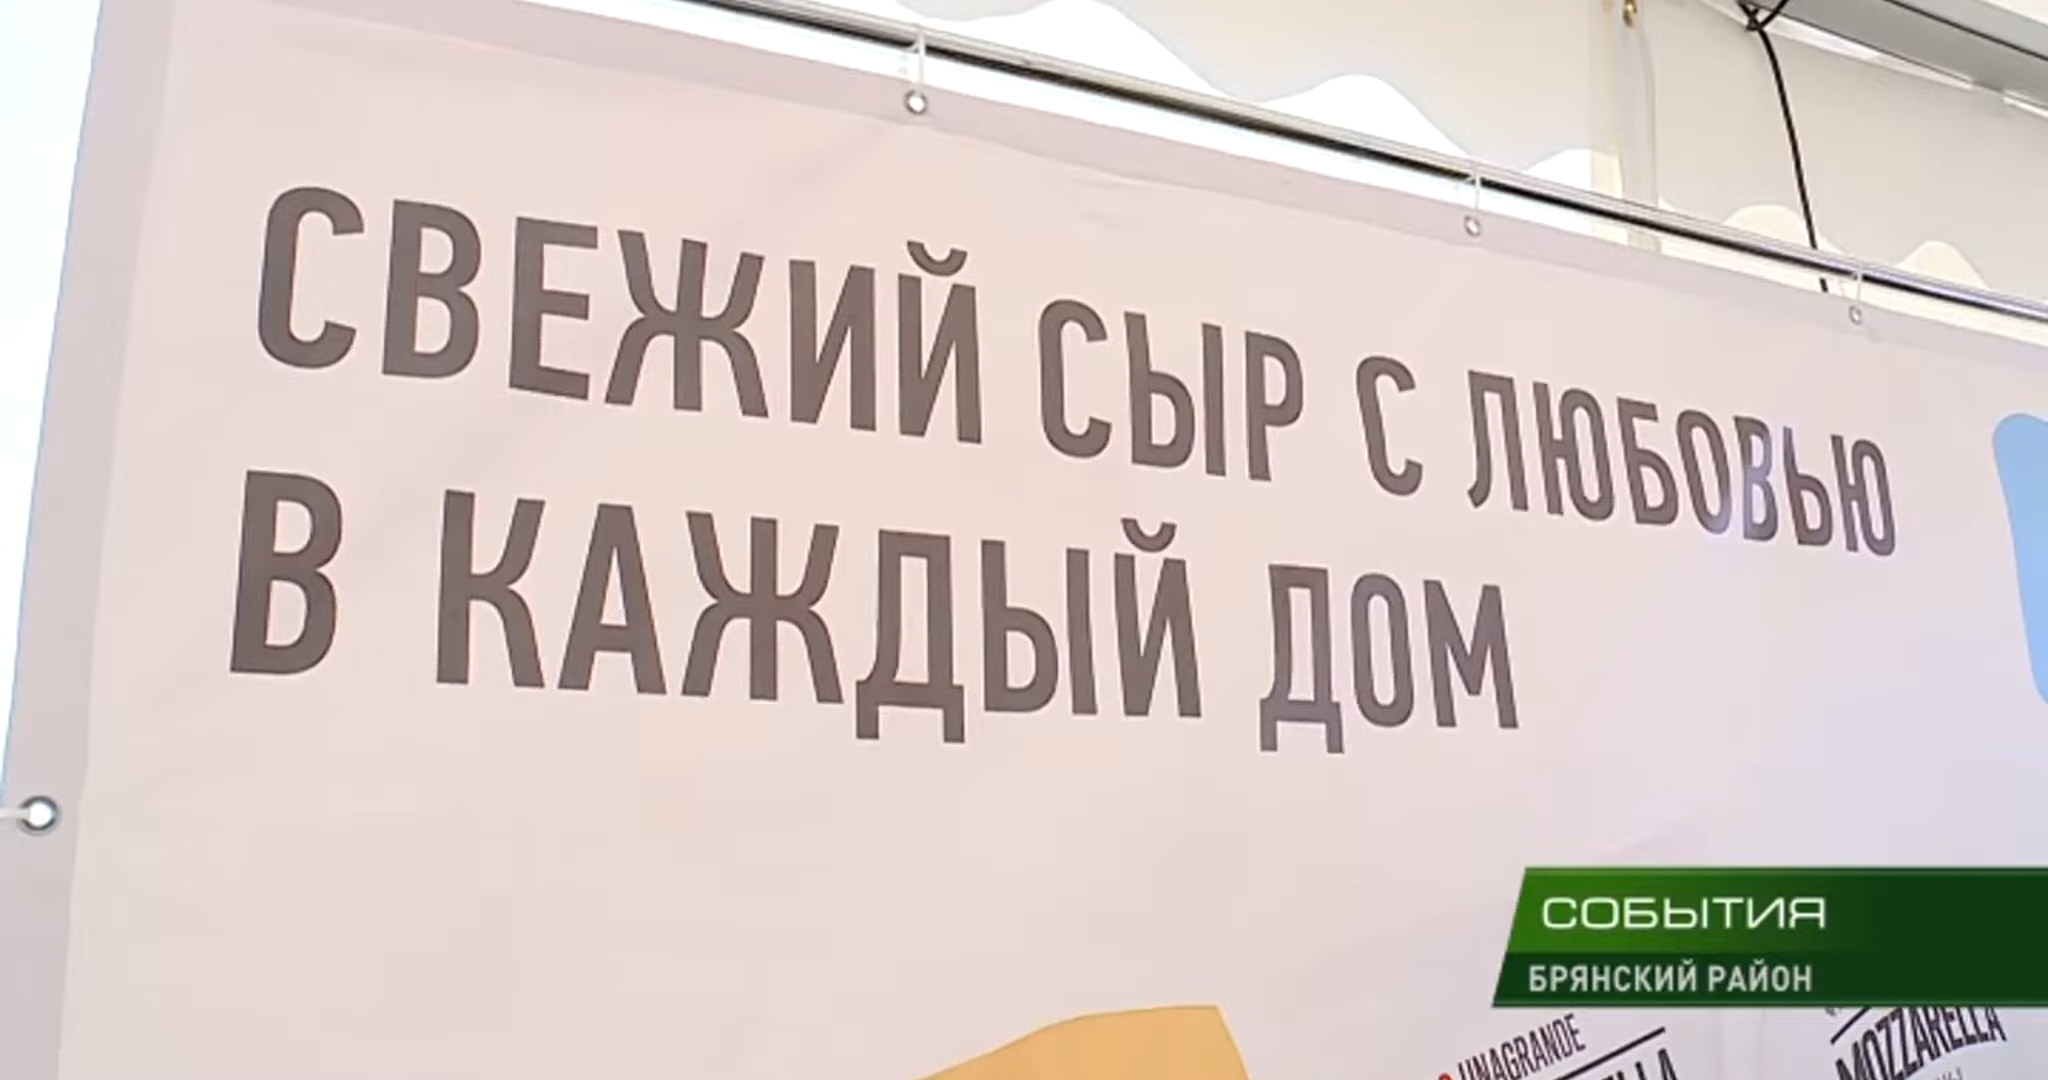 СВЕЖИЙ СЫР С ЛЮБОВЬЮ
В КАЖДЫЙ ДОМ
СОБЫТИЯ
БРЯНСКИЙ РАЙОН
UNAGRANDE
MOZZARELLA